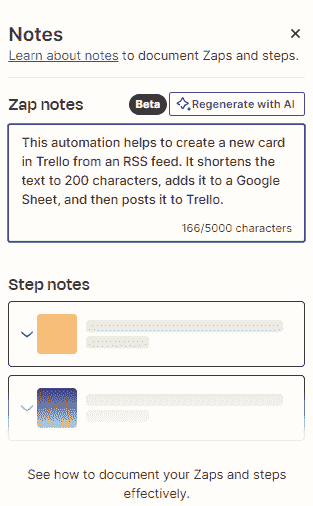 Notes
Learn about notes to document Zaps and steps.
Zap notes
Beta
Regenerate with AI
This automation helps to create a new card
in Trello from an RSS feed. It shortens the
text to 200 characters, adds it to a Google
Sheet, and then posts it to Trello.
166/5000 characters
Step notes
See how to document your Zaps and steps
effectively.